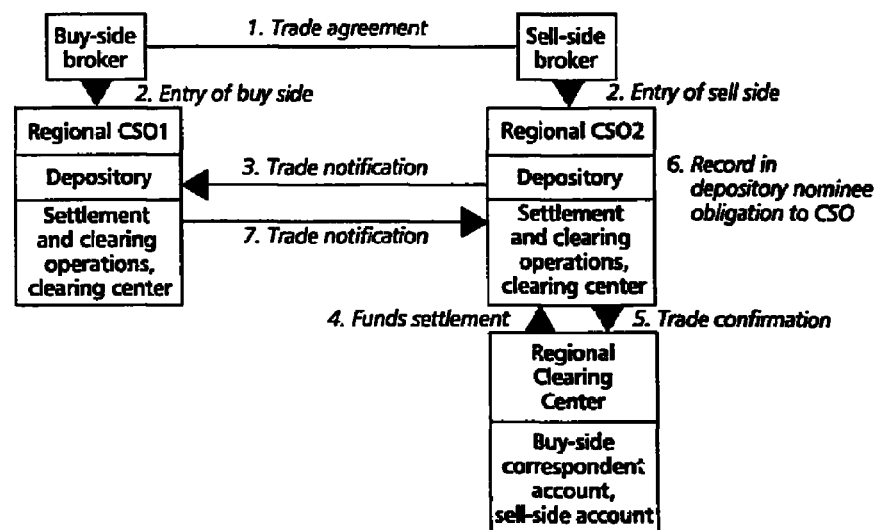 Buy-side
broker
1. Trade agreement
Sell-side
broker
2. Entry of buy side
2. Entry of sell side
Regional CSO1
Depository
Settlement
and clearing
operations,
clearing center
3. Trade notification
7. Trade notification
Regional CSO2
Depository
Settlement
and clearing
operations,
clearing center
6. Record in
depository nominee
obligation to CSO
4. Funds settlement
5. Trade confirmation
Regional
Clearing
Center
Buy-side
correspondent
account,
sell-side account